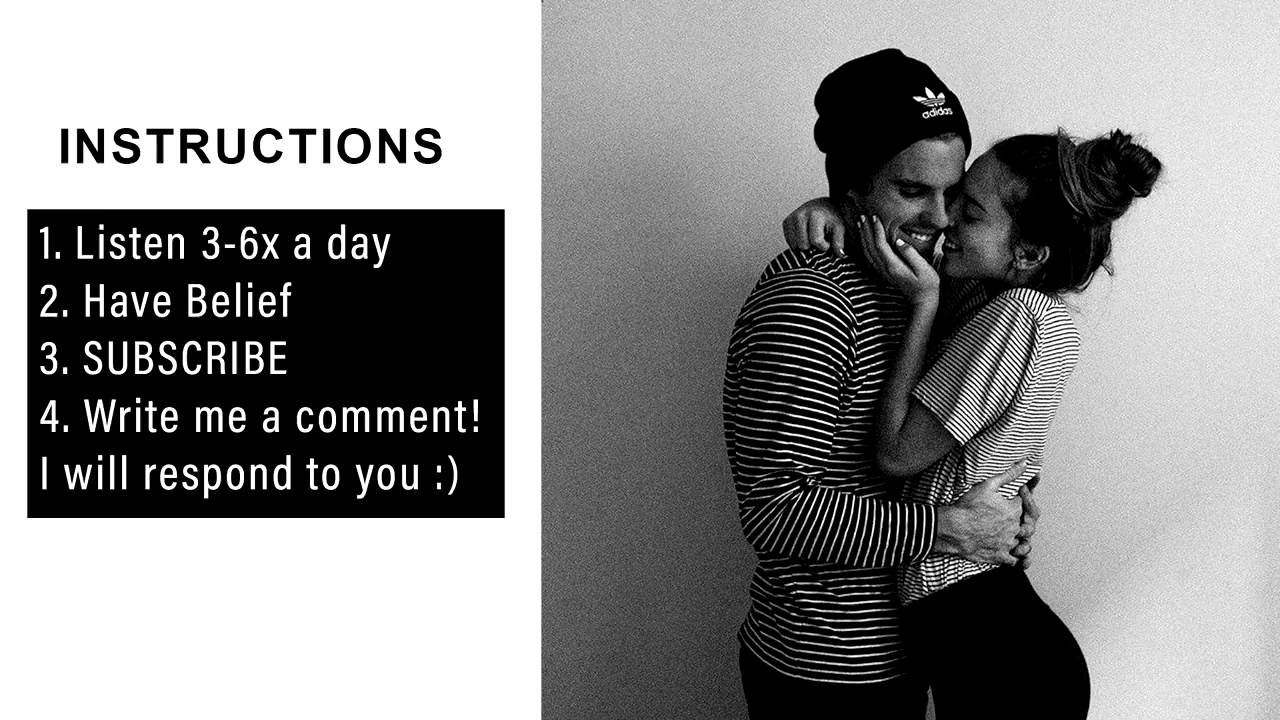 INSTRUCTIONS
1. Listen 3-6x a day
2. Have Belief
3. SUBSCRIBE
4. Write me a comment!
I will respond to you :)
adidas